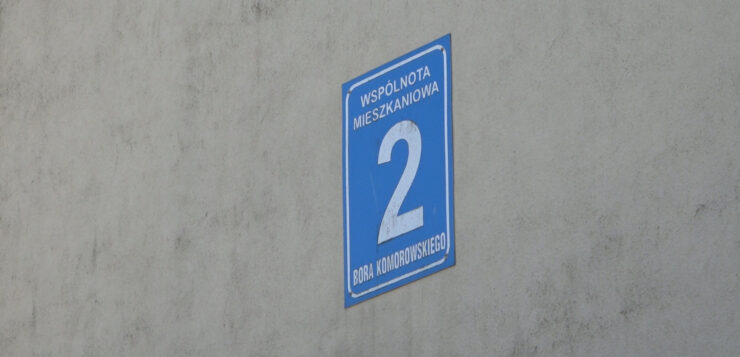 WSPÓLNOTA
MIESZKANIOWA
2
BORA KOMOROWSKIEGO